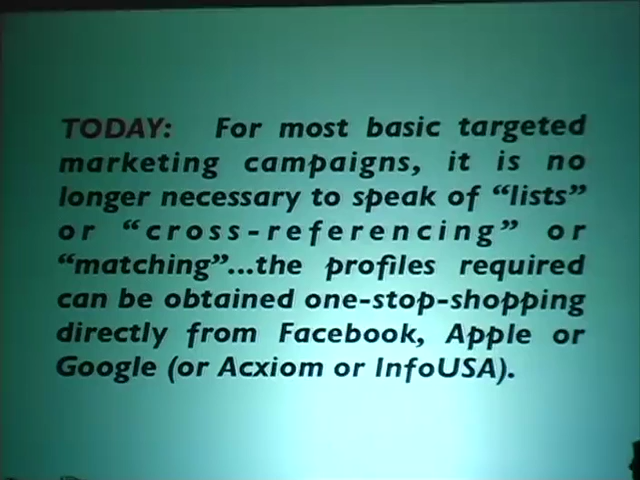 TODAY: For most basic targeted
marketing campaigns, it is no
longer necessary to speak of “lists”
or “cross-referencing” or
“matching”...the profiles required
can be obtained one-stop-shopping
directly from Facebook, Apple or
Google (or Acxiom or InfoUSA).